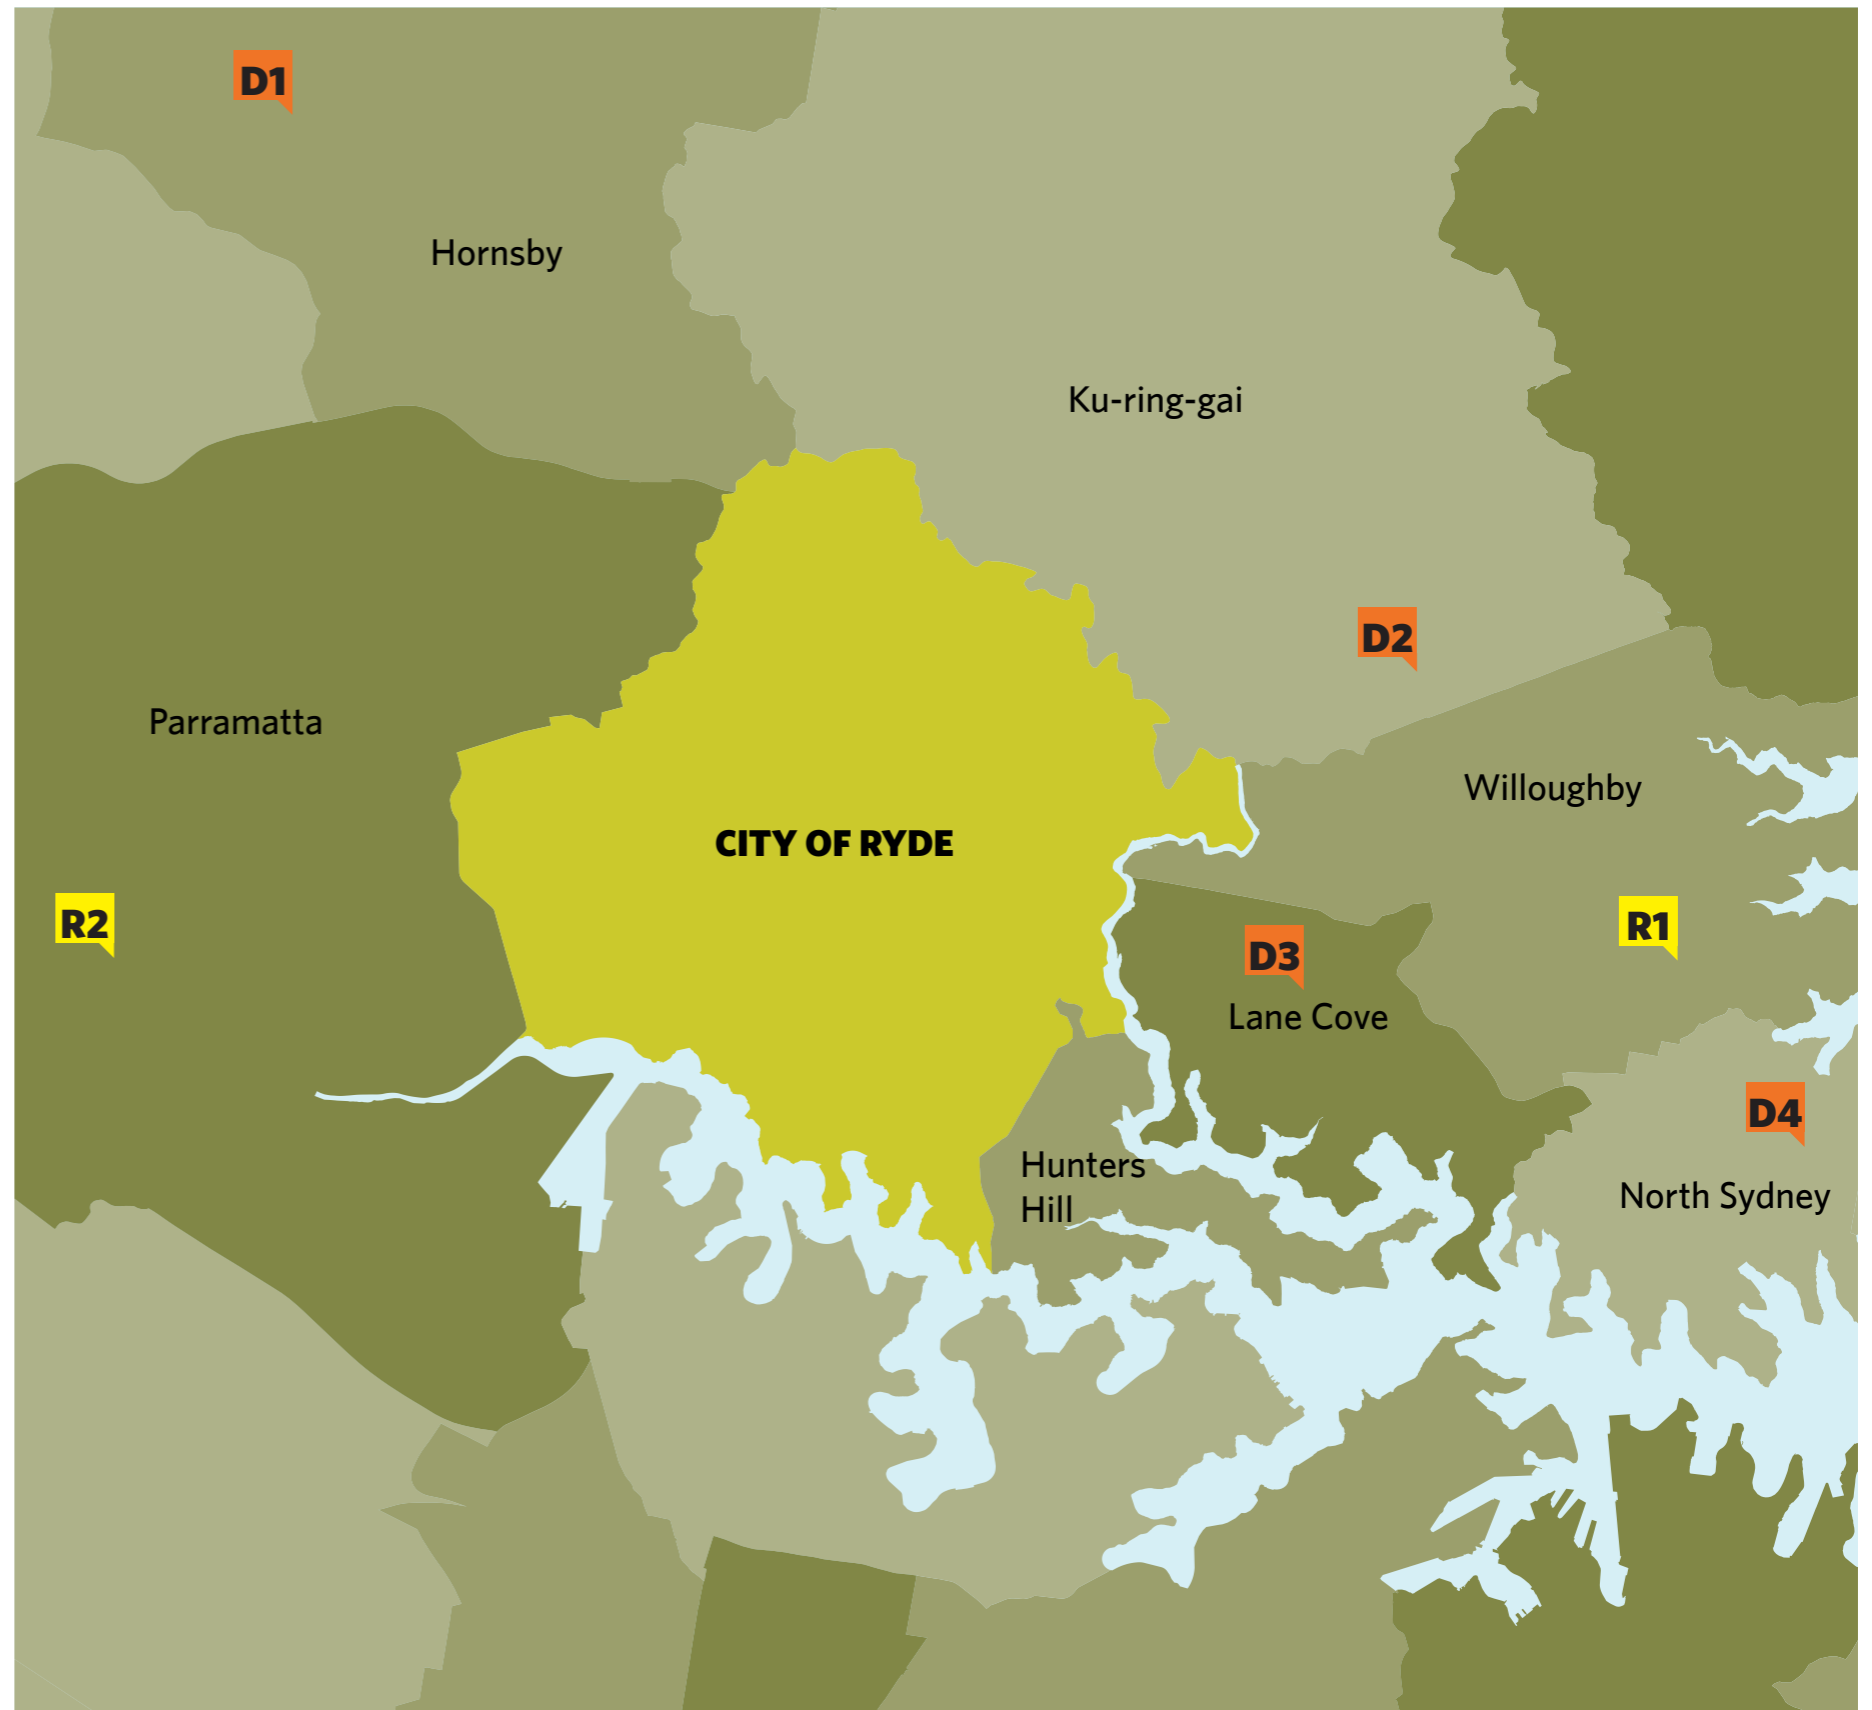 D1
Hornsby
Ku-ring-gai
D2
Parramatta
Willoughby
CITY OF RYDE
R2
R1
D3
Lane Cove
D4
Hunters
Hill
North Sydney